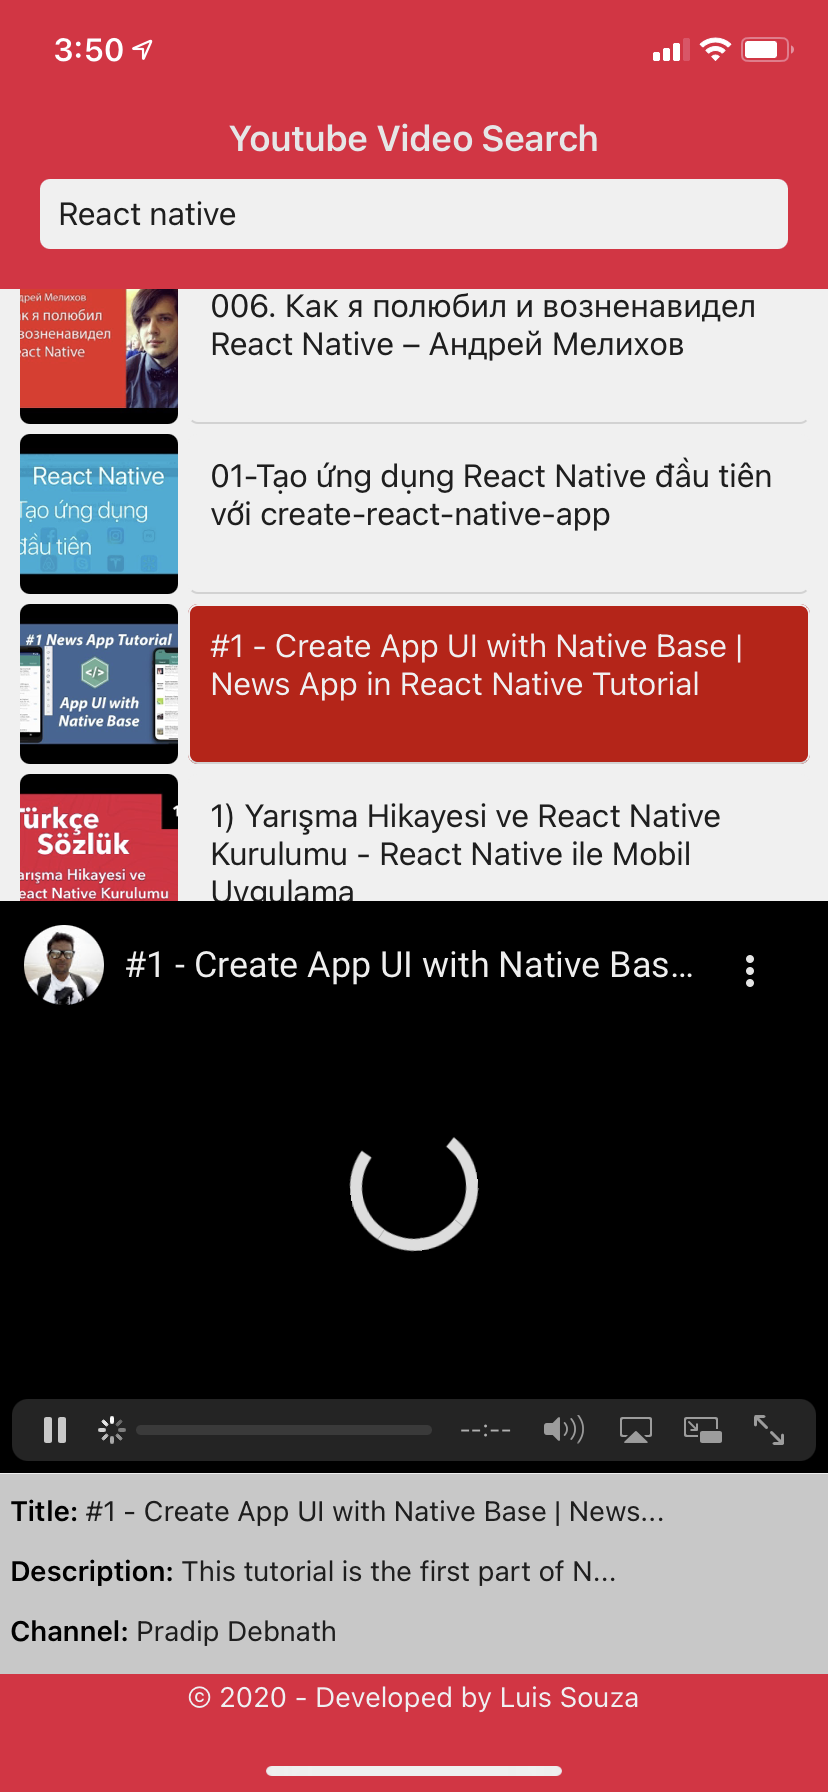 3:50
Youtube Video Search
React native
дрей Мелихов
к я полюбил
возненавидел
act Native
006. Как я полюбил и возненавидел
React Native – Андрей Мелихов
React Native
Tạo ứng dụng
đầu tiên
01-Tạo ứng dụng React Native đầu tiên
với create-react-native-app
#1 News App Tutorial
</>
App UI with
Native Base
#1 - Create App UI with Native Base |
News App in React Native Tutorial
ürkçe
Sözlük
arışma Hikayesi ve
eact Native Kurulumu
1) Yarışma Hikayesi ve React Native
Kurulumu - React Native ile Mobil
Uygulama
#1 - Create App UI with Native Bas...
--:--
Title: #1 - Create App UI with Native Base | News...
Description: This tutorial is the first part of N...
Channel: Pradip Debnath
© 2020 - Developed by Luis Souza